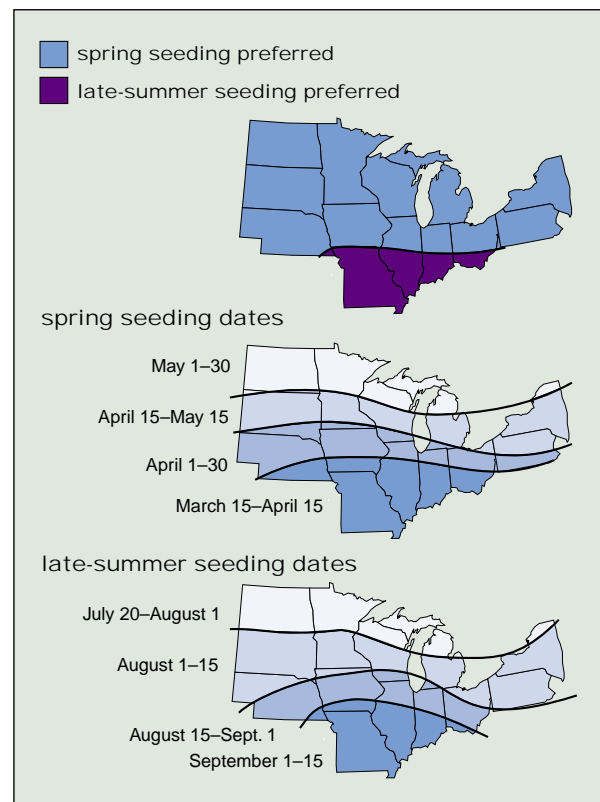 spring seeding preferred
late-summer seeding preferred
spring seeding dates
May 1–30
April 15–May 15
April 1–30
March 15–April 15
late-summer seeding dates
July 20–August 1
August 1–15
August 15–Sept. 1
September 1–15